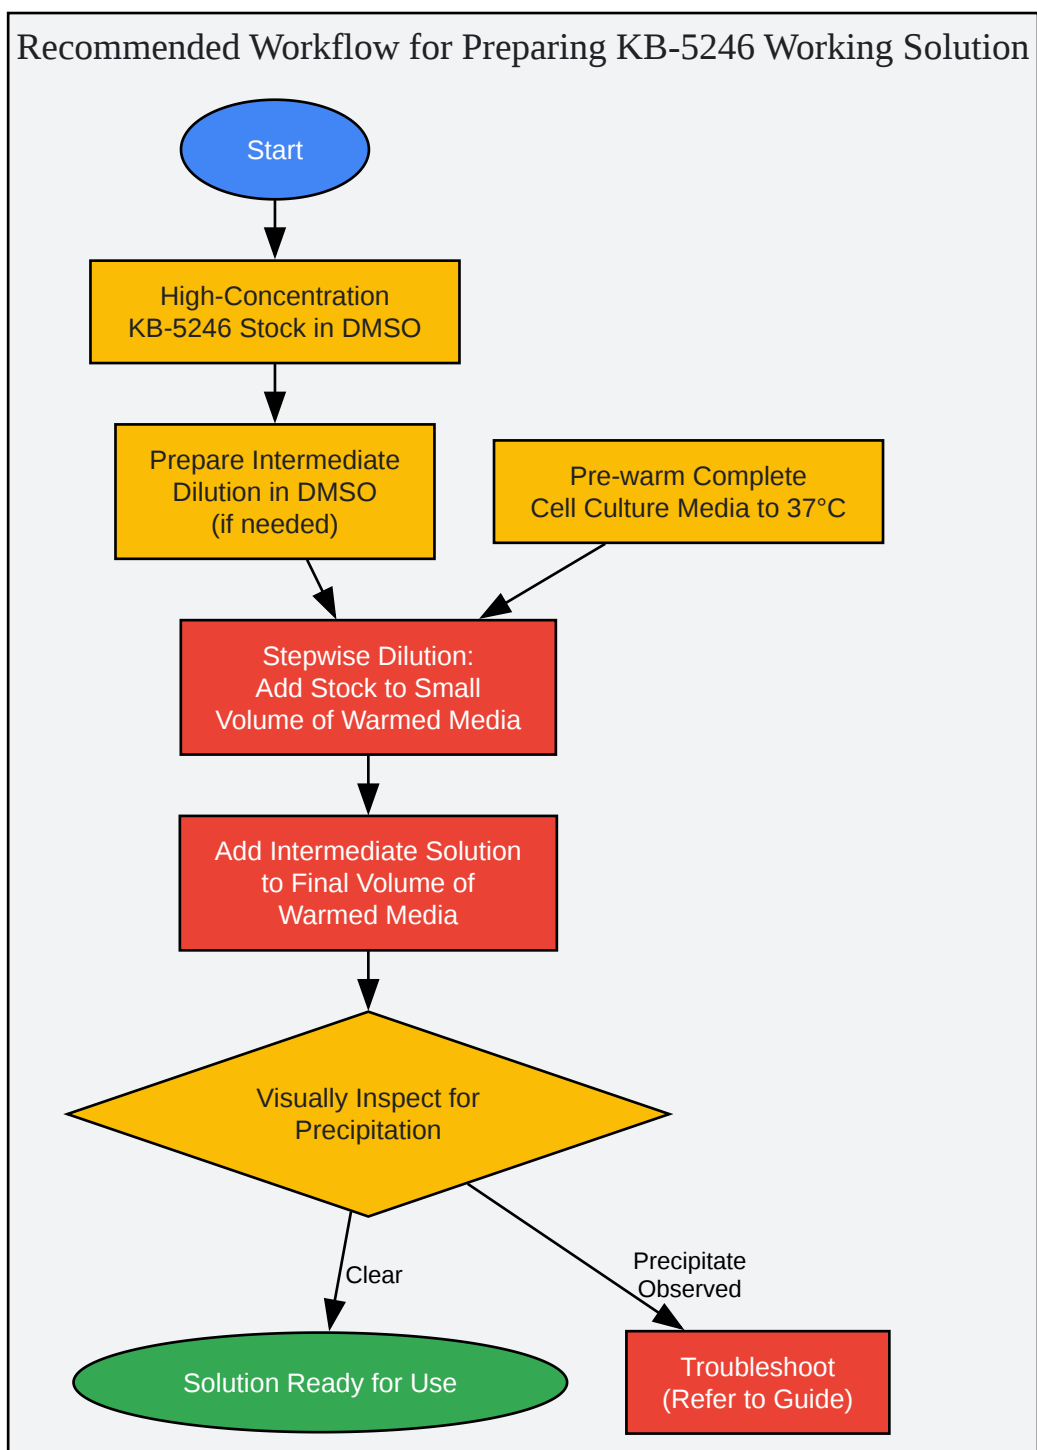 Recommended Workflow for Preparing KB-5246 Working Solution
Start
High-Concentration
KB-5246 Stock in DMSO
Prepare Intermediate
Dilution in DMSO
(if needed)
Pre-warm Complete
Cell Culture Media to 37°C
Stepwise Dilution:
Add Stock to Small
Volume of Warmed Media
Add Intermediate Solution
to Final Volume of
Warmed Media
Visually Inspect for
Precipitation
Clear
Precipitate
Observed
Solution Ready for Use
Troubleshoot
(Refer to Guide)